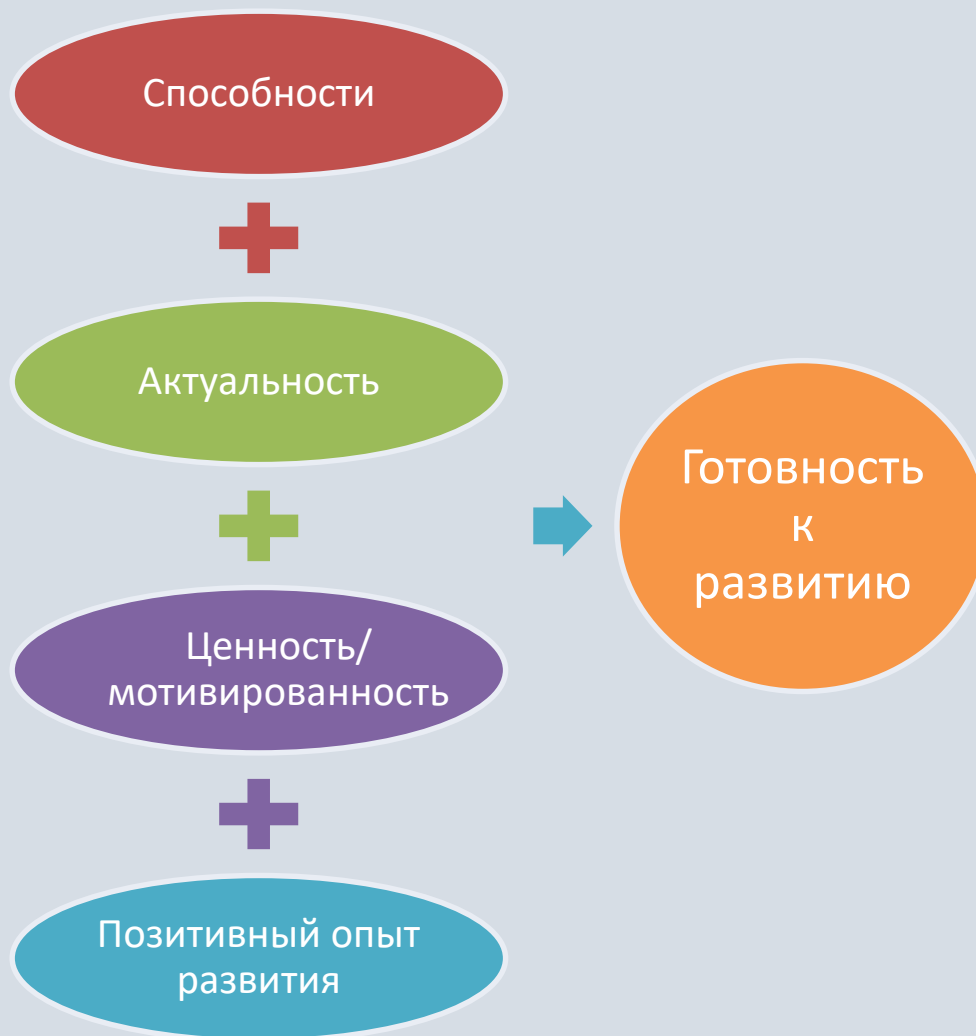 Способности
Актуальность
Ценность/
мотивированность
Позитивный опыт
развития
Готовность
к
развитию